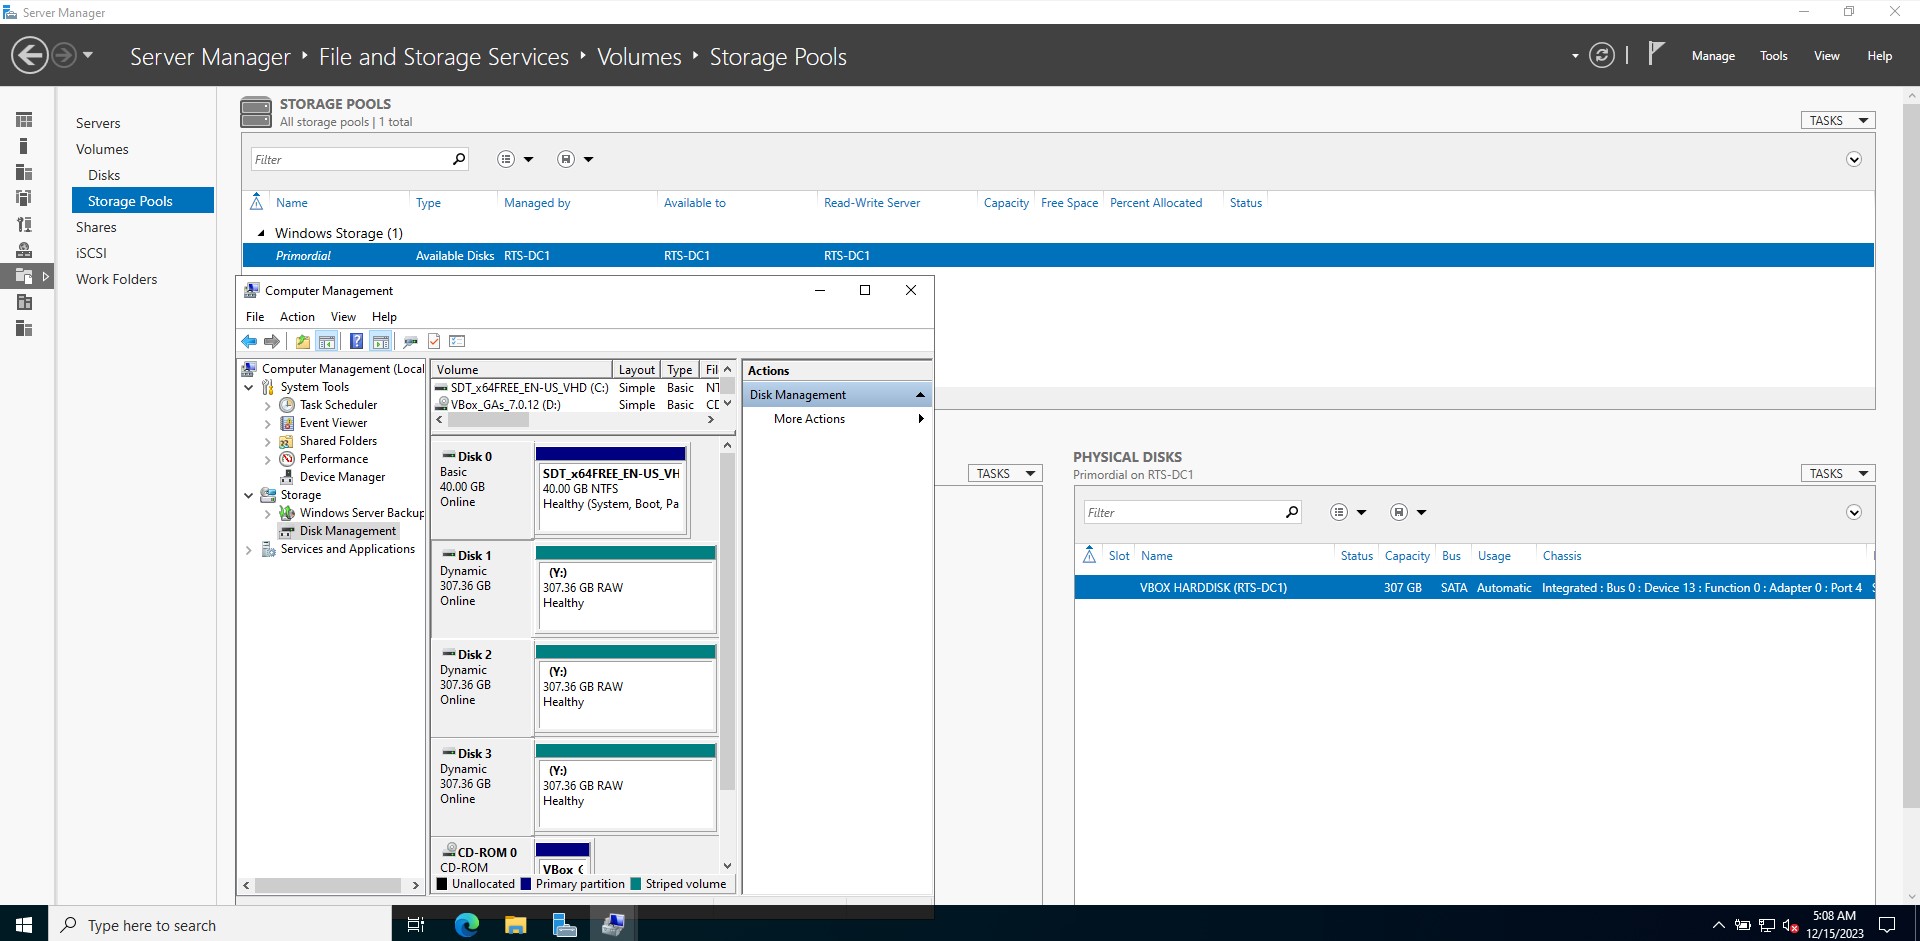 Server Manager
Server Manager ‣ File and Storage Services ‣ Volumes ‣ Storage Pools
Manage Tools View Help
Servers
Volumes
Disks
Storage Pools
Shares
iSCSI
Work Folders
STORAGE POOLS
All storage pools | 1 total
TASKS
Filter
Name Type Managed by Available to Read-Write Server Capacity Free Space Percent Allocated Status
Windows Storage (1)
Primordial Available Disks RTS-DC1 RTS-DC1 RTS-DC1
Computer Management
File Action View Help
Computer Management (Local
System Tools
Task Scheduler
Event Viewer
Shared Folders
Performance
Device Manager
Storage
Windows Server Backup
Disk Management
Services and Applications
Volume Layout Type Fil
SDT_x64FREE_EN-US_VHD (C:) Simple Basic NT
VBox_GAs_7.0.12 (D:) Simple Basic CD
Disk 0
Basic
40.00 GB
Online
SDT_x64FREE_EN-US_VH
40.00 GB NTFS
Healthy (System, Boot, Pa
Disk 1
Dynamic
307.36 GB
Online
(Y:)
307.36 GB RAW
Healthy
Disk 2
Dynamic
307.36 GB
Online
(Y:)
307.36 GB RAW
Healthy
Disk 3
Dynamic
307.36 GB
Online
(Y:)
307.36 GB RAW
Healthy
CD-ROM 0
CD-ROM
VBox_G
Unallocated Primary partition Striped volume
Actions
Disk Management
More Actions
TASKS
PHYSICAL DISKS
Primordial on RTS-DC1
TASKS
Filter
Slot Name Status Capacity Bus Usage Chassis
VBOX HARDDISK (RTS-DC1) 307 GB SATA Automatic Integrated : Bus 0 : Device 13 : Function 0 : Adapter 0 : Port 4
Type here to search
5:08 AM
12/15/2023